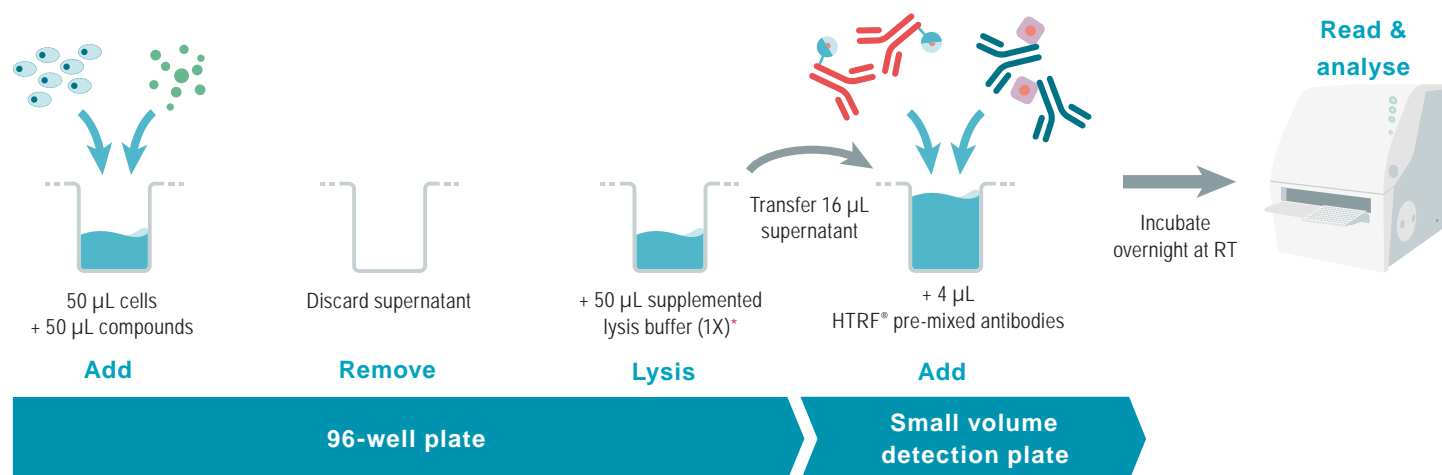 Read &
analyse
Transfer 16 µL
supernatant
Incubate
overnight at RT
50 µL cells
+ 50 µL compounds
Discard supernatant
+ 50 µL supplemented
lysis buffer (1X)*
+ 4 µL
HTRF® pre-mixed antibodies
Add
Remove
Lysis
Add
96-well plate
Small volume
detection plate